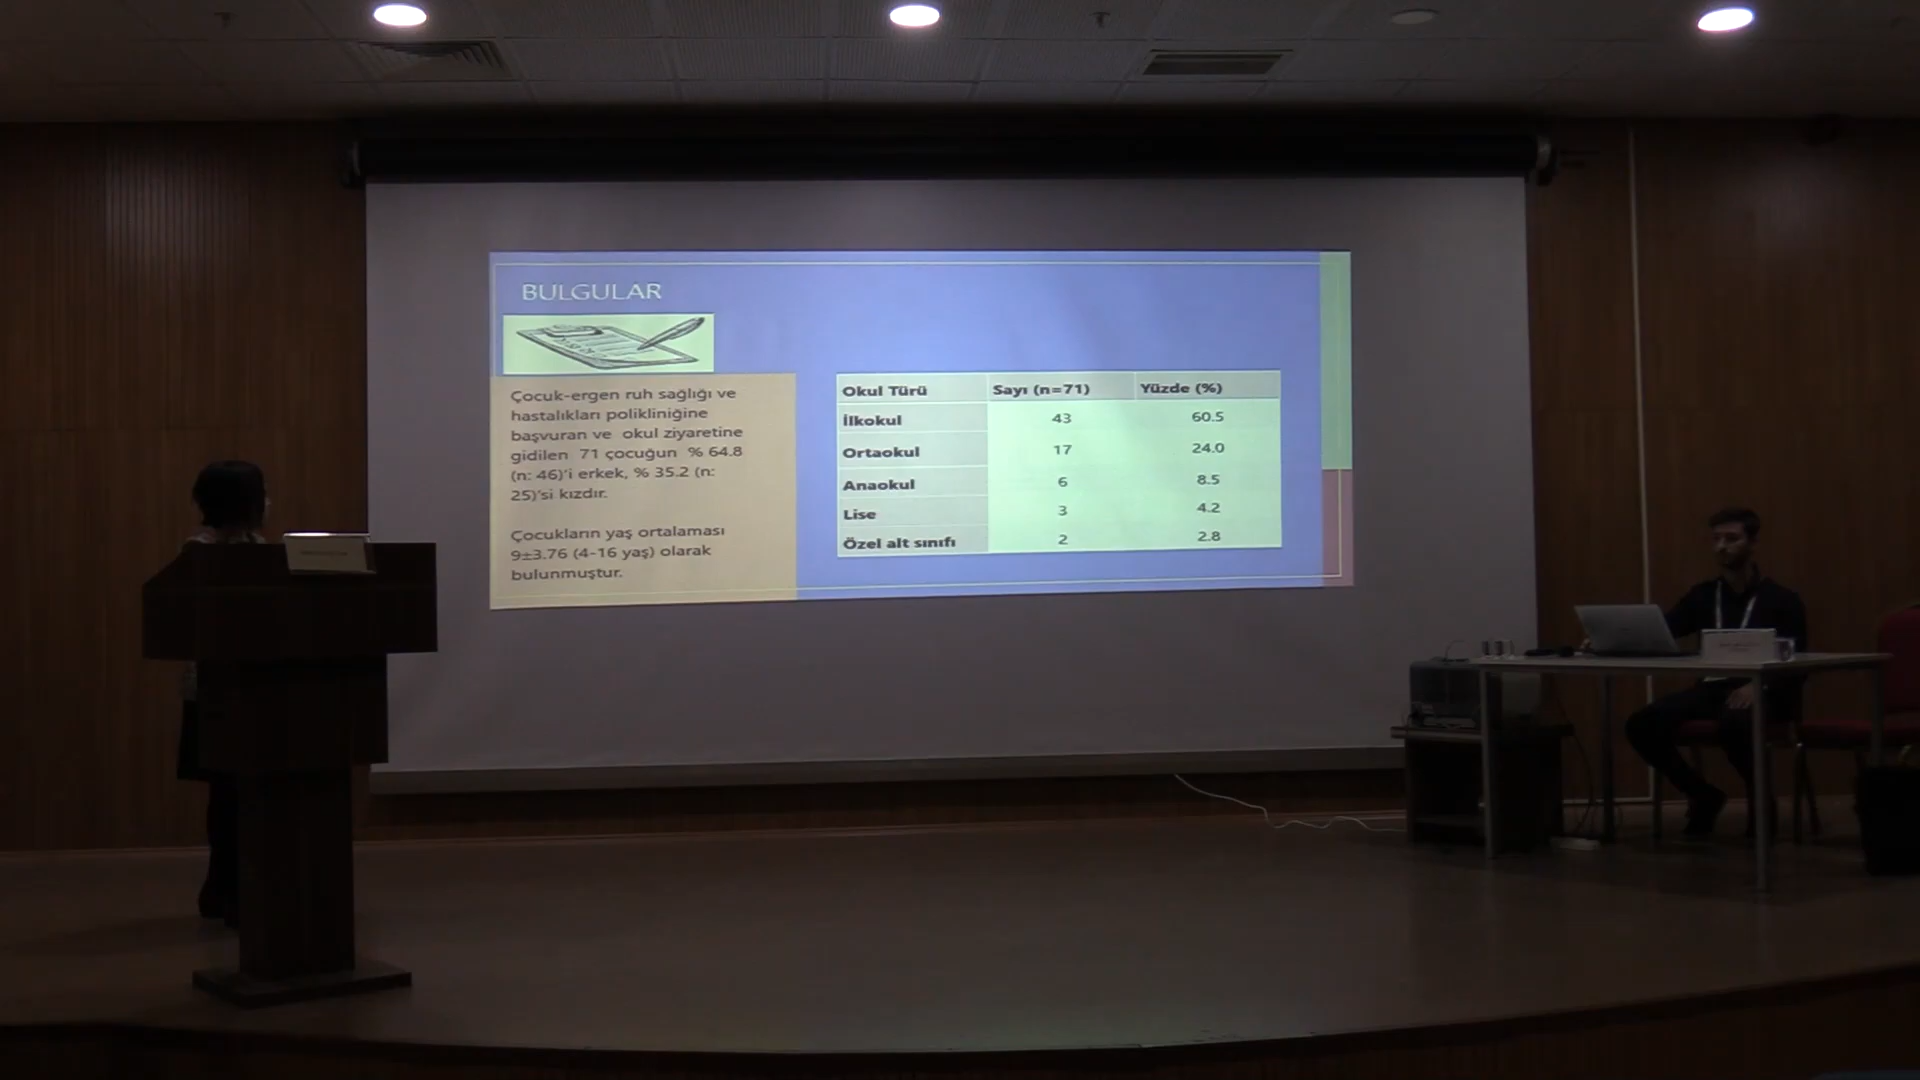 BULGULAR
Çocuk-ergen ruh sağlığı ve
hastalıkları polikliniğine
başvuran ve okul ziyaretine
gidilen 71 çocuğun % 64.8
(n: 46)'i erkek, % 35.2 (n:
25)'si kızdır.
Çocukların yaş ortalaması
9±3.76 (4-16 yaş) olarak
bulunmuştur.
Okul Türü Sayı (n=71) Yüzde (%)
İlkokul 43 60.5
Ortaokul 17 24.0
Anaokul 6 8.5
Lise 3 4.2
Özel alt sınıfı 2 2.8